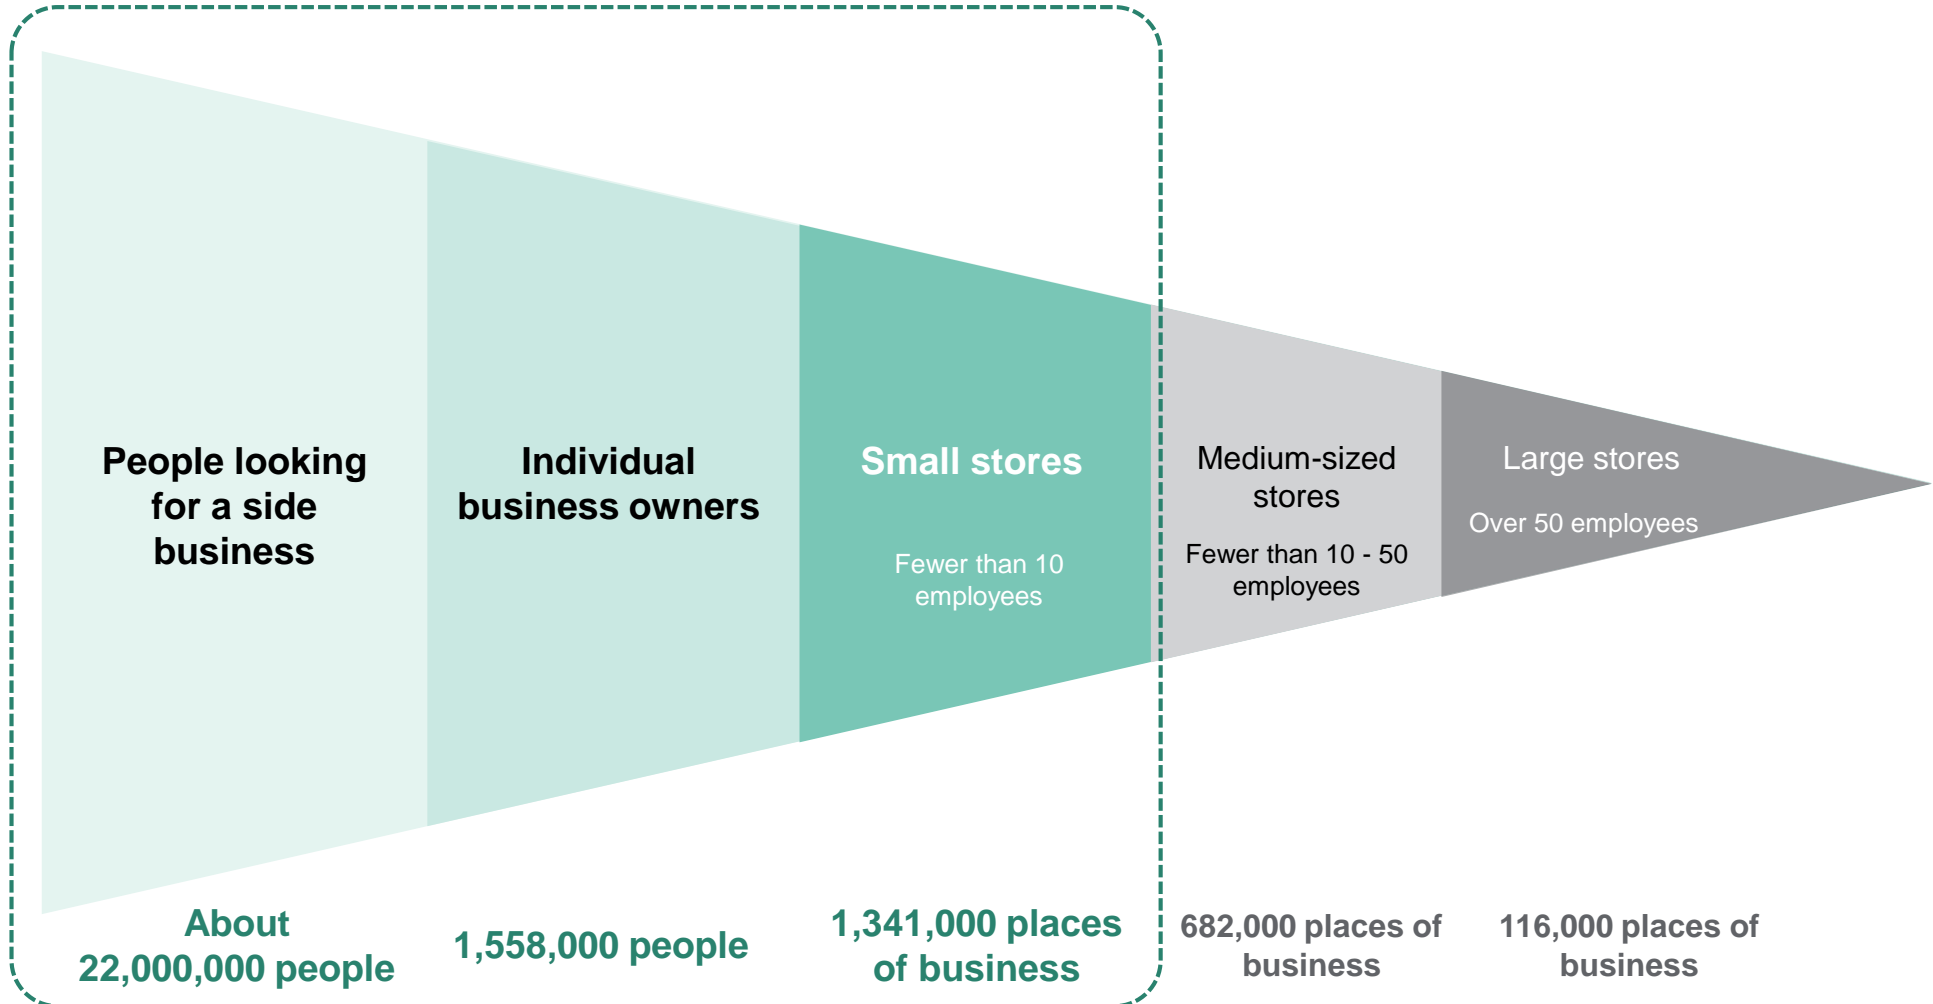 People looking
for a side
business
Individual
business owners
Small stores
Fewer than 10
employees
Medium-sized
stores
Fewer than 10 - 50
employees
Large stores
Over 50 employees
About
22,000,000 people
1,558,000 people
1,341,000 places
of business
682,000 places of
business
116,000 places of
business